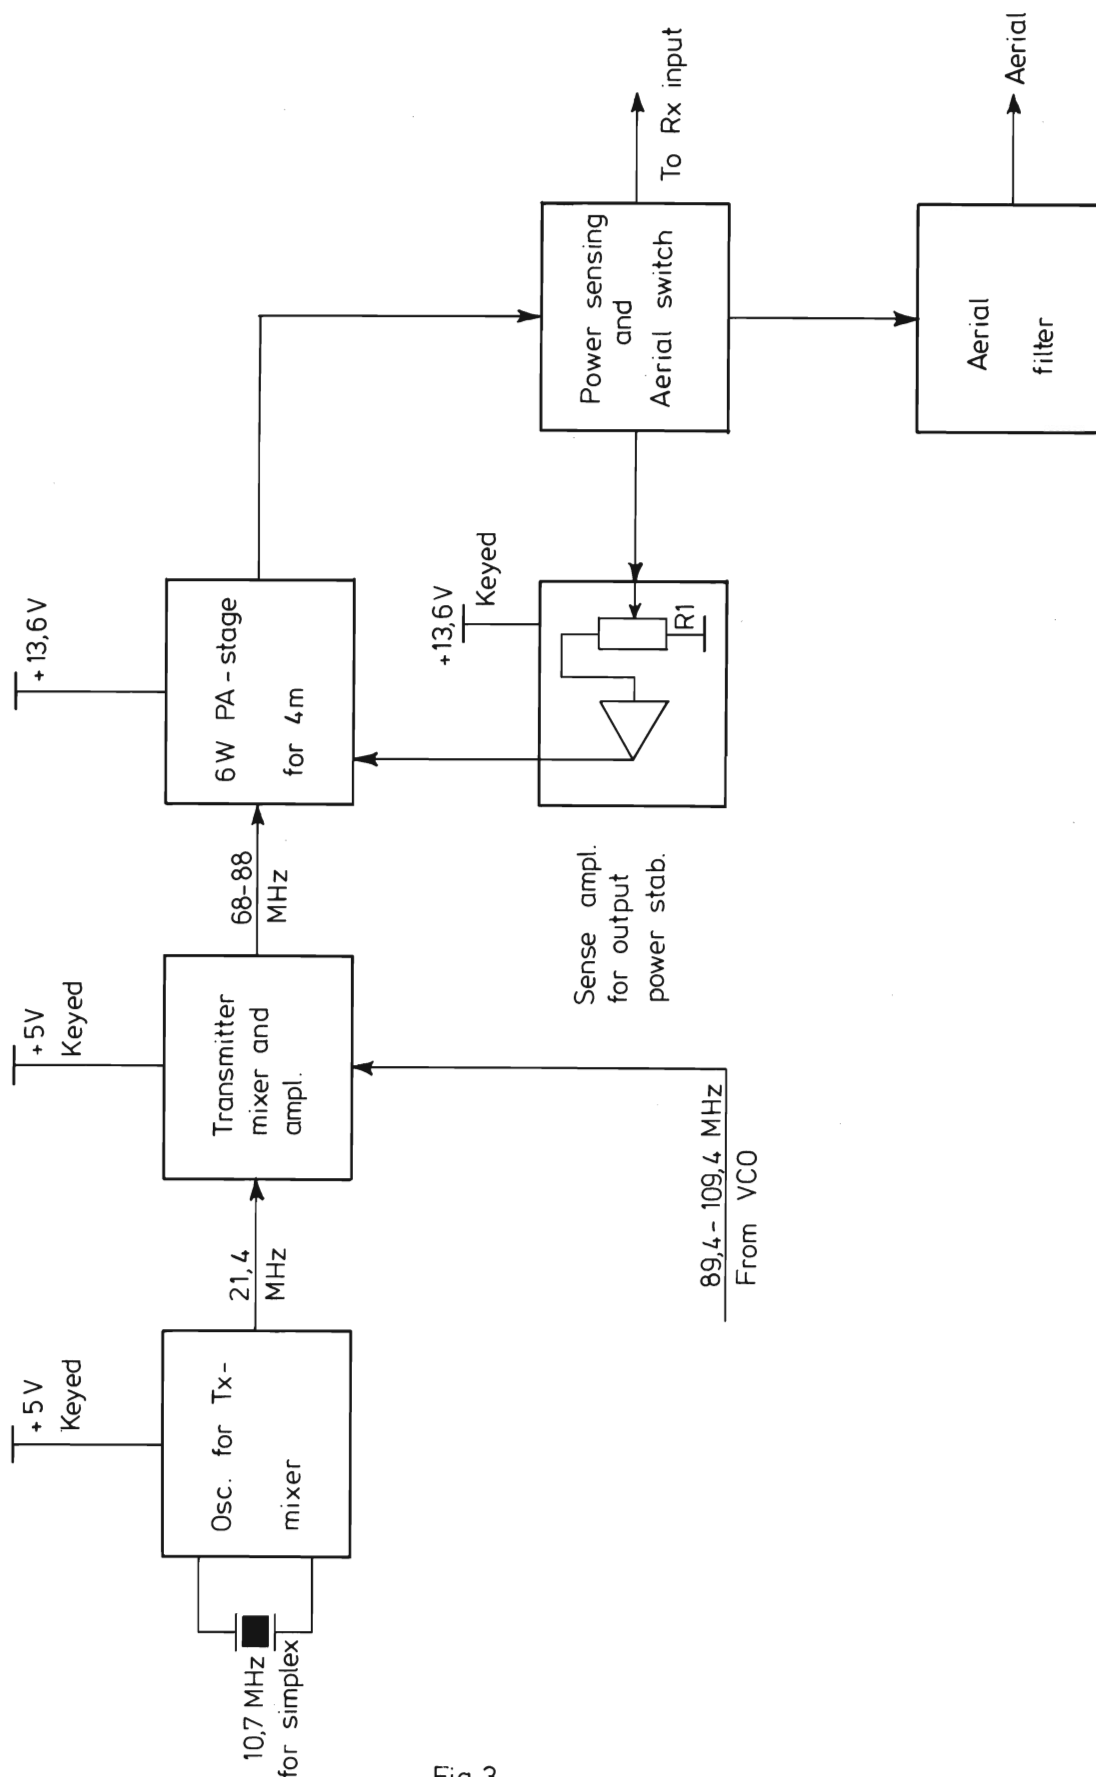 10,7 MHz
for simplex
+5V
Keyed
Osc. for Tx-
mixer
21,4
MHz
+5V
Keyed
Transmitter
mixer and
ampl.
89,4-109,4 MHz
From VCO
68-88
MHz
+13,6V
6W PA-stage
for 4m
Sense ampl.
for output
power stab.
+13,6V
Keyed
R1
Power sensing
and
Aerial switch
To Rx input
Aerial
filter
Aerial